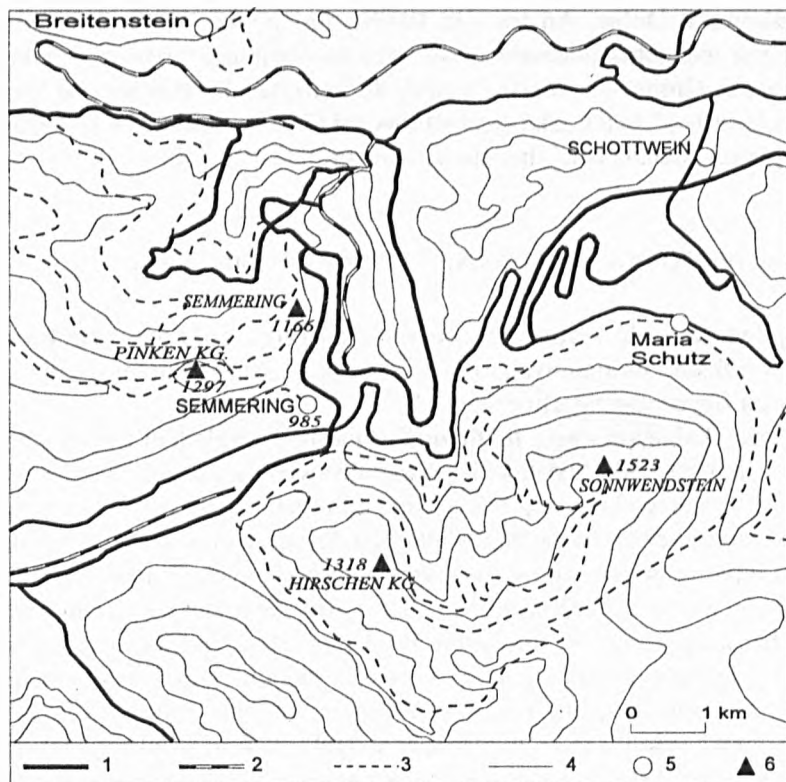 Breitenstein
SCHOTTWEIN
SEMMERING
1166
Maria
Schutz
PINKEN KG.
1297
SEMMERING
985
1523
SONNWENDSTEIN
1318
HIRSCHEN KG.
0 1 km
1 2 3 4 5 6